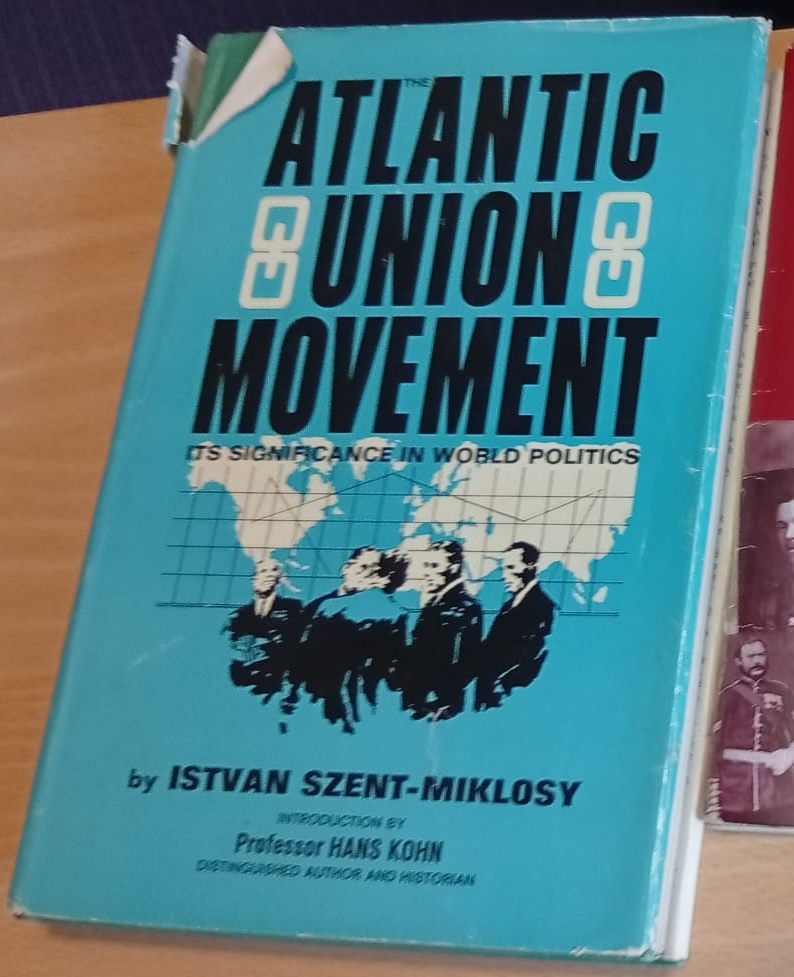 THE
ATLANTIC
UNION
MOVEMENT
ITS SIGNIFICANCE IN WORLD POLITICS
by ISTVAN SZENT-MIKLOSY
INTRODUCTION BY
Professor HANS KOHN
DISTINGUISHED AUTHOR AND HISTORIAN